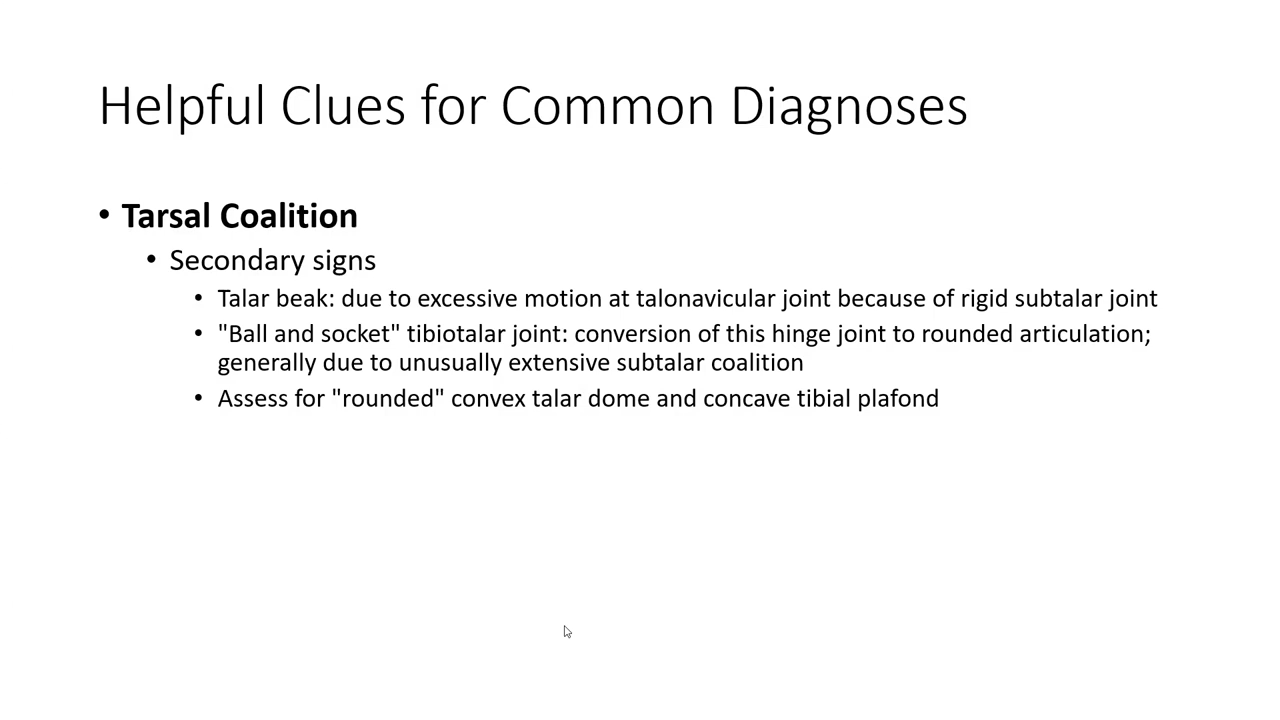 Helpful Clues for Common Diagnoses
• Tarsal Coalition
• Secondary signs
• Talar beak: due to excessive motion at talonavicular joint because of rigid subtalar joint
• "Ball and socket" tibiotalar joint: conversion of this hinge joint to rounded articulation;
generally due to unusually extensive subtalar coalition
• Assess for "rounded" convex talar dome and concave tibial plafond